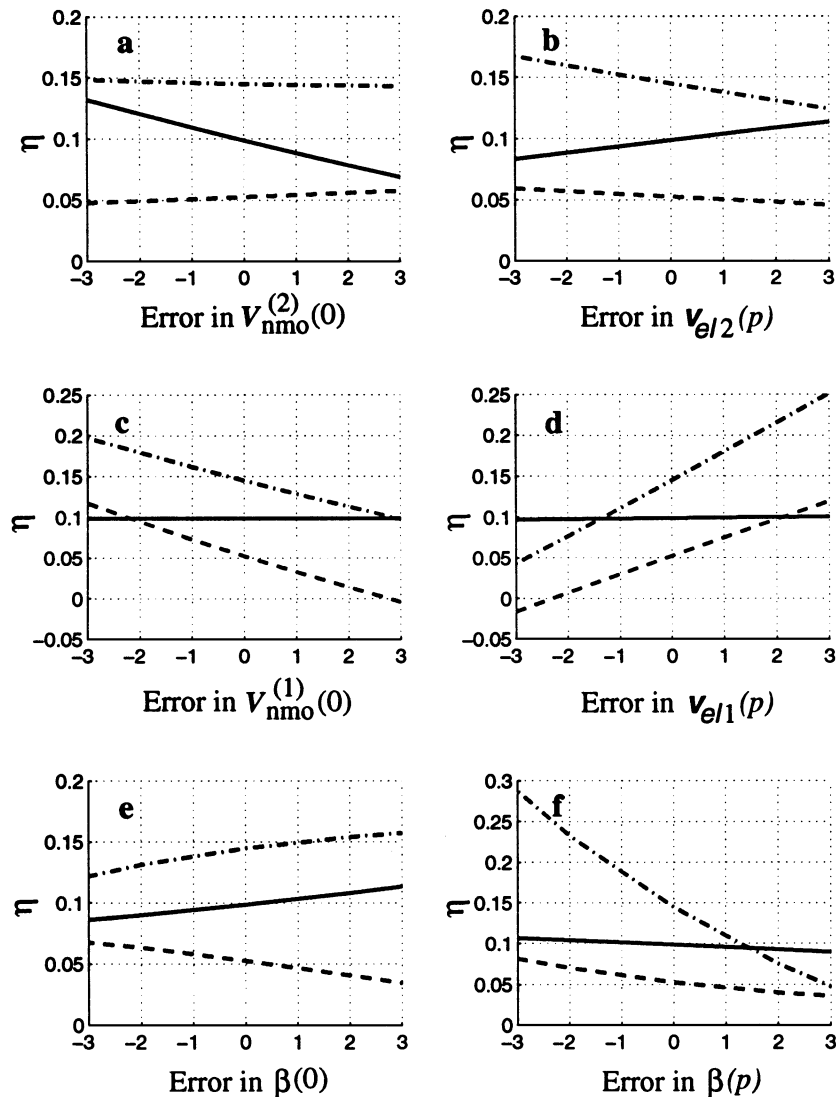 a
0.2
0.15
0.1
0.05
0
η
-3 -2 -1 0 1 2 3
Error in V_nmo^(2)(0)
b
0.2
0.15
0.1
0.05
0
η
-3 -2 -1 0 1 2 3
Error in v_el2(p)
c
0.25
0.2
0.15
0.1
0.05
0
-0.05
η
-3 -2 -1 0 1 2 3
Error in V_nmo^(1)(0)
d
0.25
0.2
0.15
0.1
0.05
0
-0.05
η
-3 -2 -1 0 1 2 3
Error in v_el1(p)
e
0.2
0.15
0.1
0.05
0
η
-3 -2 -1 0 1 2 3
Error in β(0)
f
0.3
0.25
0.2
0.15
0.1
0.05
0
η
-3 -2 -1 0 1 2 3
Error in β(p)